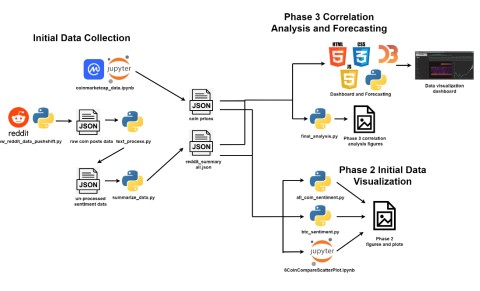 Initial Data Collection
jupyter
coinmarketcap_data.ipynb
reddit
w_reddit_data_pushshift.py
JSON
raw coin posts data
text_process.py
JSON
un-processed
sentiment data
summarize_data.py
JSON
coin prices
JSON
reddit_summary
all.json
Phase 3 Correlation
Analysis and Forecasting
HTML
5
CSS
3
JS
5
Dashboard and Forecasting
Data visualization
dashboard
final_analysis.py
Phase 3 correlation
analysis figures
Phase 2 Initial Data
Visualization
all_coin_sentiment.py
btc_sentiment.py
jupyter
6CoinCompareScatterPlot.ipynb
Phase 2
figures and plots